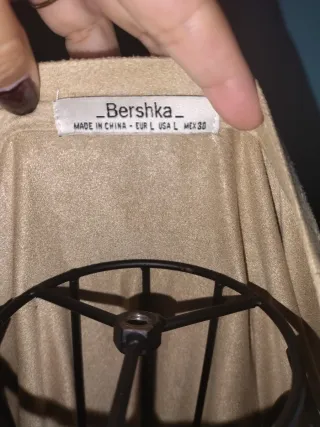 _Bershka_
MADE IN CHINA - EUR L USA L MEX 30